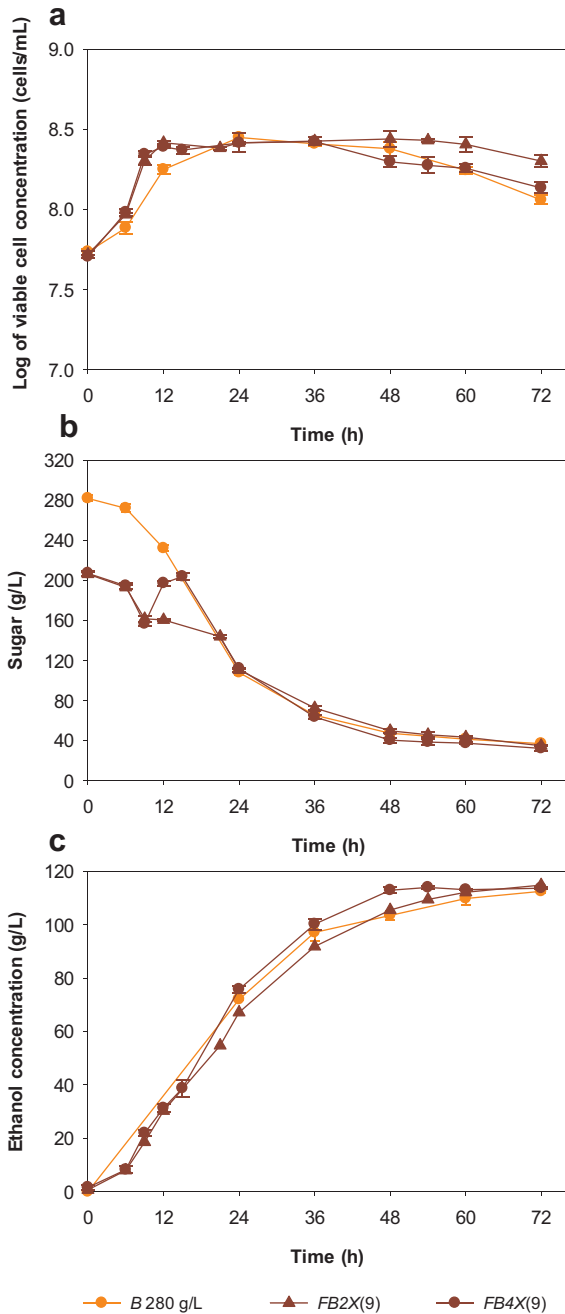 a
Log of viable cell concentration (cells/mL)
9.0
8.5
8.0
7.5
7.0
0 12 24 36 48 60 72
Time (h)
b
Sugar (g/L)
320
280
240
200
160
120
80
40
0
0 12 24 36 48 60 72
Time (h)
c
Ethanol concentration (g/L)
120
100
80
60
40
20
0
0 12 24 36 48 60 72
Time (h)
B 280 g/L FB2X(9) FB4X(9)